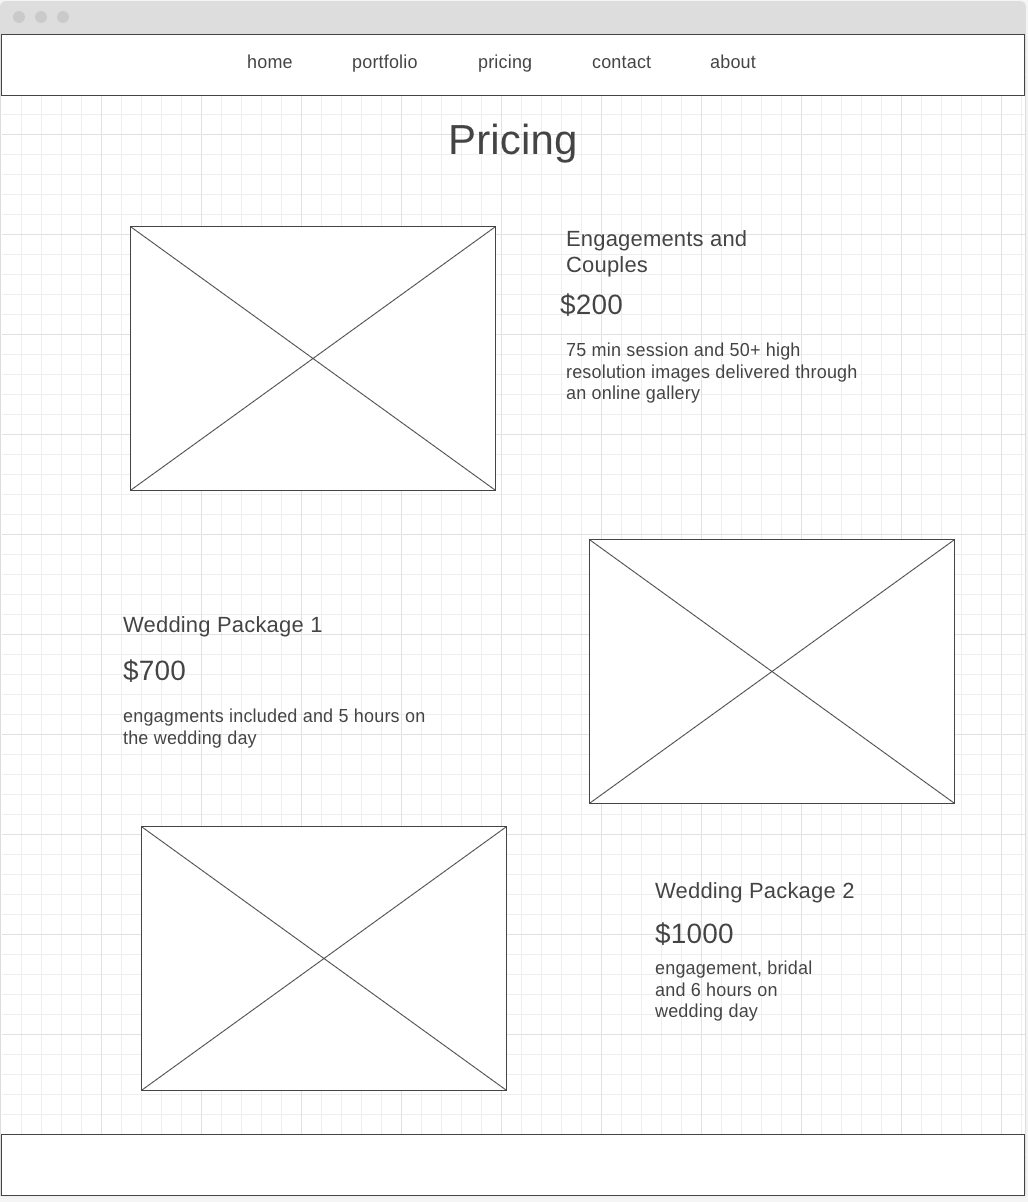 home portfolio pricing contact about
Pricing
Engagements and
Couples
$200
75 min session and 50+ high
resolution images delivered through
an online gallery
Wedding Package 1
$700
engagments included and 5 hours on
the wedding day
Wedding Package 2
$1000
engagement, bridal
and 6 hours on
wedding day